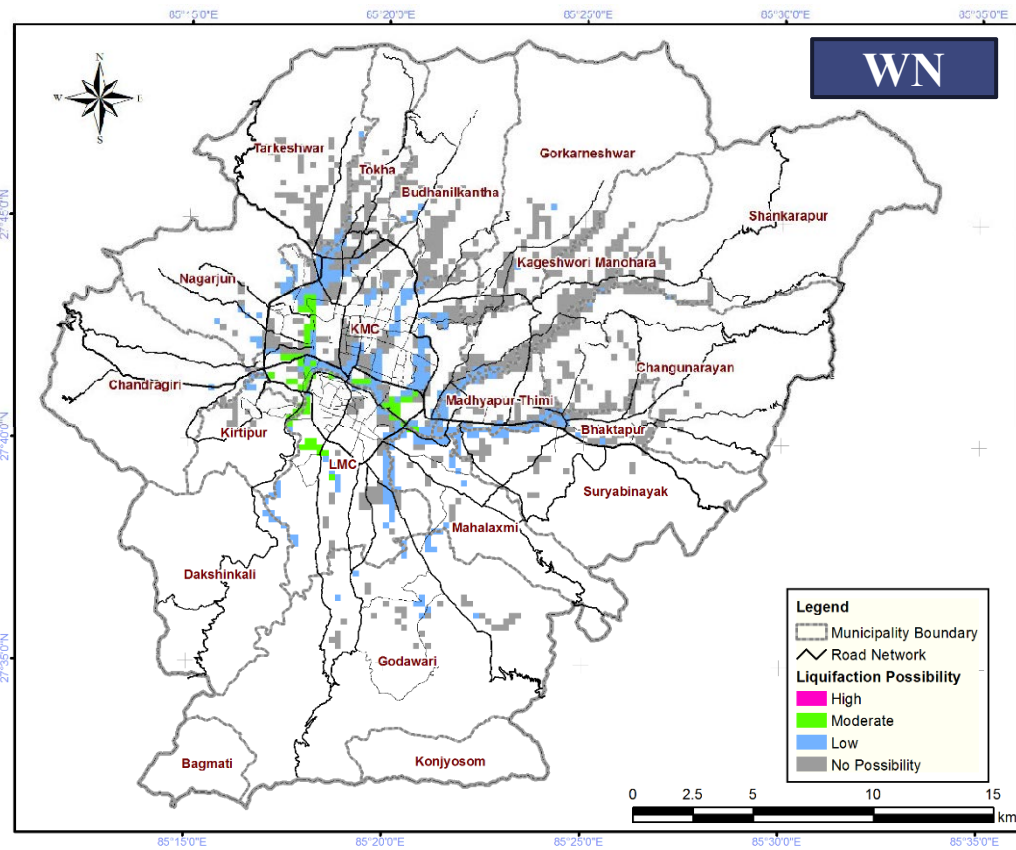 85°15'0"E 85°20'0"E 85°25'0"E 85°30'0"E 85°35'0"E
WN
N
W E
S
Tarkeshwar
Gorkarneshwar
Tokha
Budhanilkantha
27°45'0"N
Shankarapur
Kageshwori Manohara
Nagarjun
KMC
Changunarayan
Chandragiri
Madhyapur Thimi
27°40'0"N
Kirtipur
Bhaktapur
LMC
Suryabinayak
Mahalaxmi
Dakshinkali
Legend
Municipality Boundary
Road Network
Liquifaction Possibility
High
Moderate
Low
No Possibility
27°35'0"N
Godawari
Bagmati
Konjyosom
0 2.5 5 10 15
km
85°15'0"E 85°20'0"E 85°25'0"E 85°30'0"E 85°35'0"E